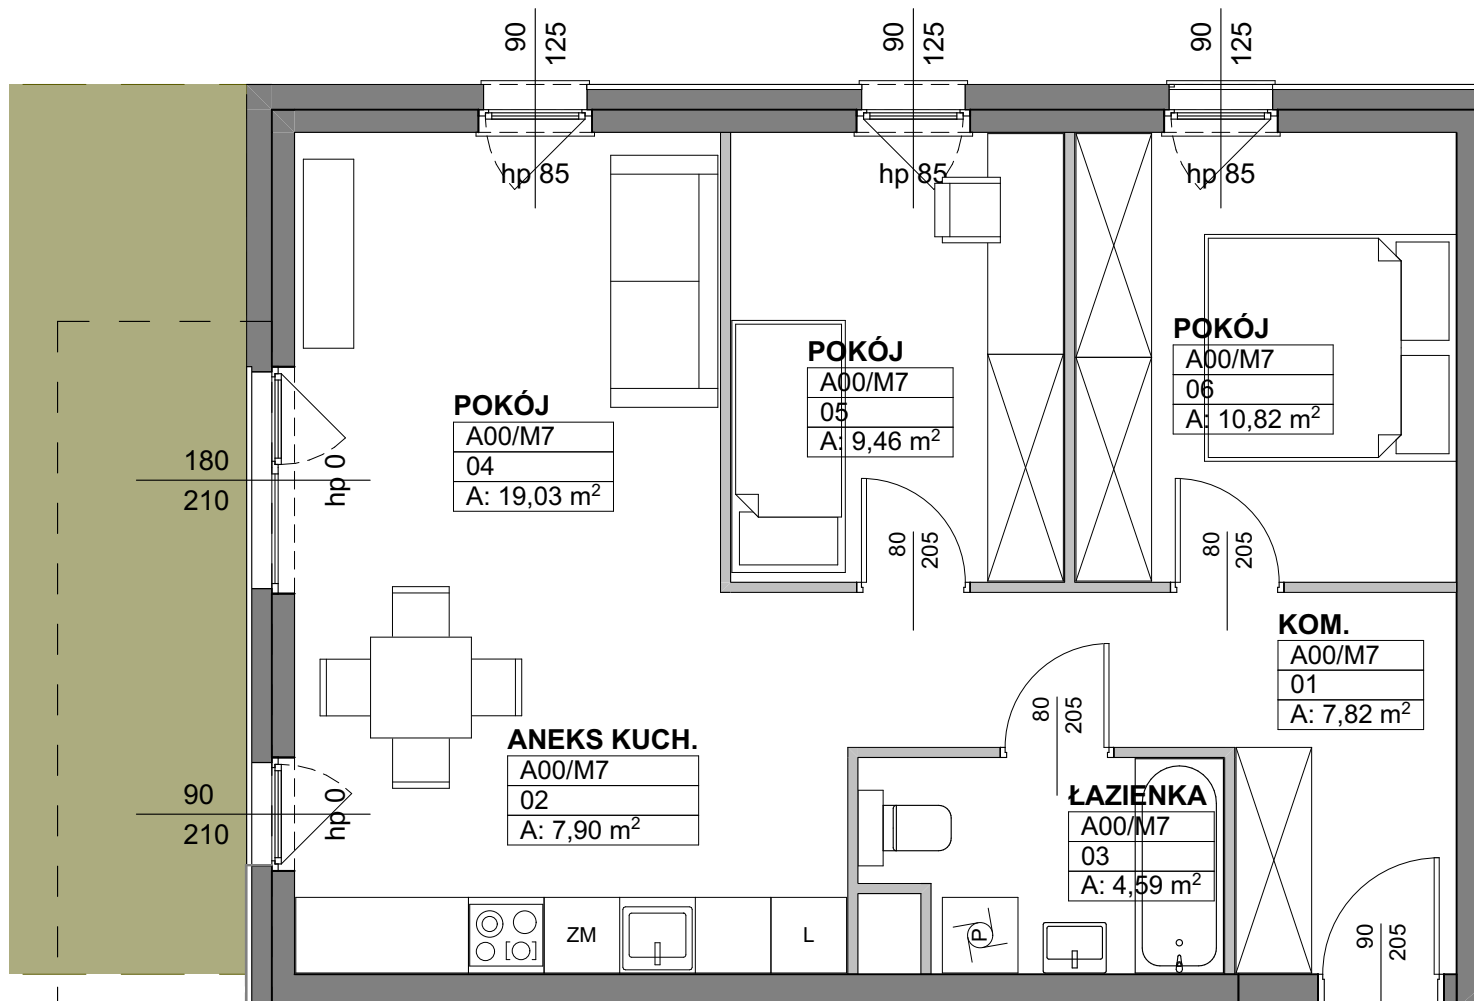 90
125
90
125
90
125
hp 85
hp 85
hp 85
POKÓJ
A00/M7
06
A: 10,82 m²
POKÓJ
A00/M7
05
A: 9,46 m²
POKÓJ
A00/M7
04
A: 19,03 m²
180
210
hp 0
80
205
80
205
KOM.
A00/M7
01
A: 7,82 m²
80
205
ANEKS KUCH.
A00/M7
02
A: 7,90 m²
90
210
hp 0
ŁAZIENKA
A00/M7
03
A: 4,59 m²
ZM
L
P
90
205